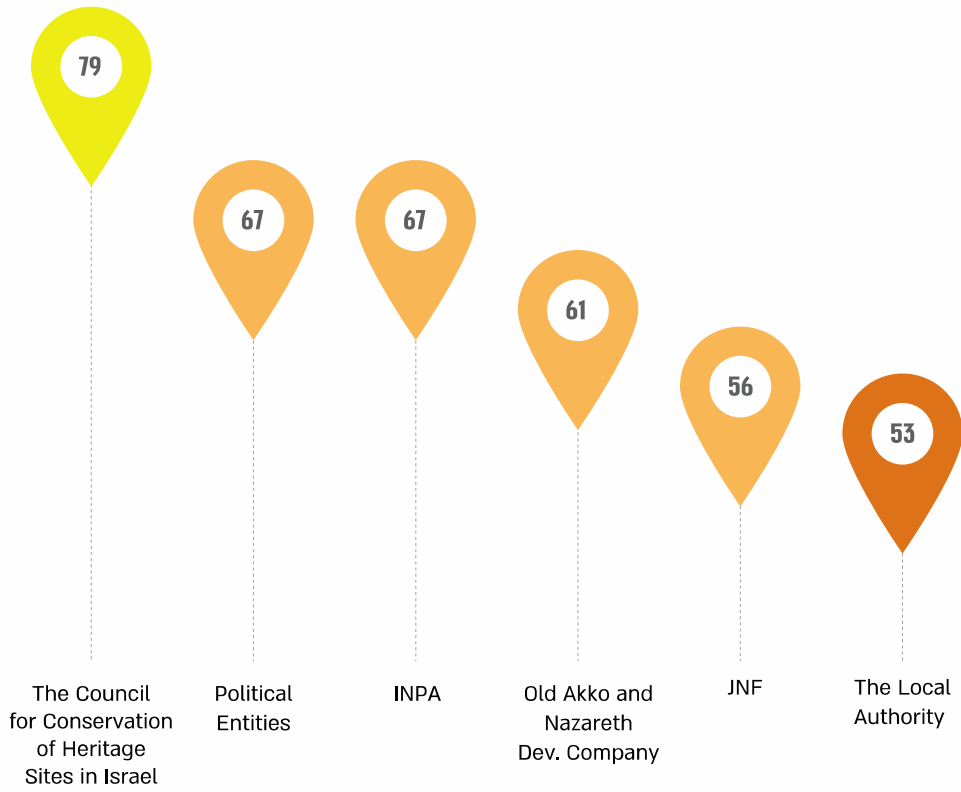 79
67
67
61
56
53
The Council
for Conservation
of Heritage
Sites in Israel
Political
Entities
INPA
Old Akko and
Nazareth
Dev. Company
JNF
The Local
Authority